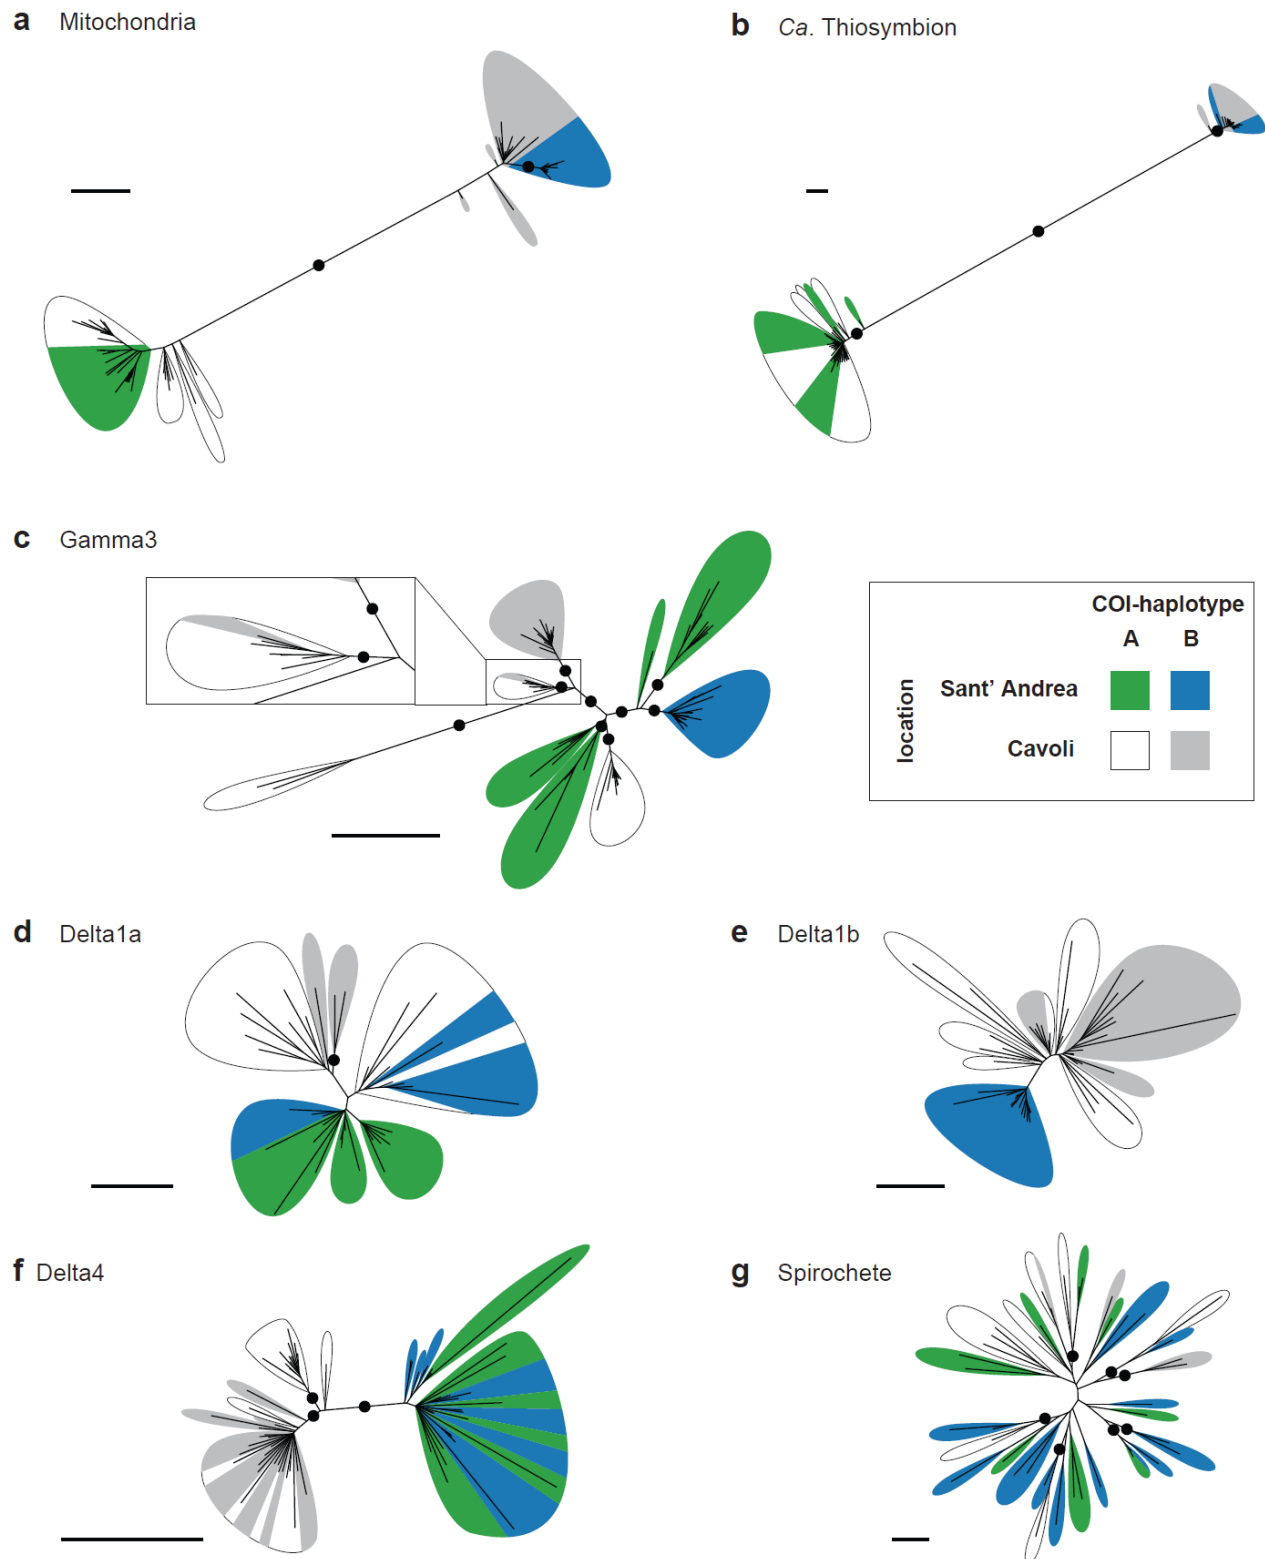 a Mitochondria
b Ca. Thiosymbion
c Gamma3
COI-haplotype
A B
location
Sant' Andrea
Cavoli
d Delta1a
e Delta1b
f Delta4
g Spirochete